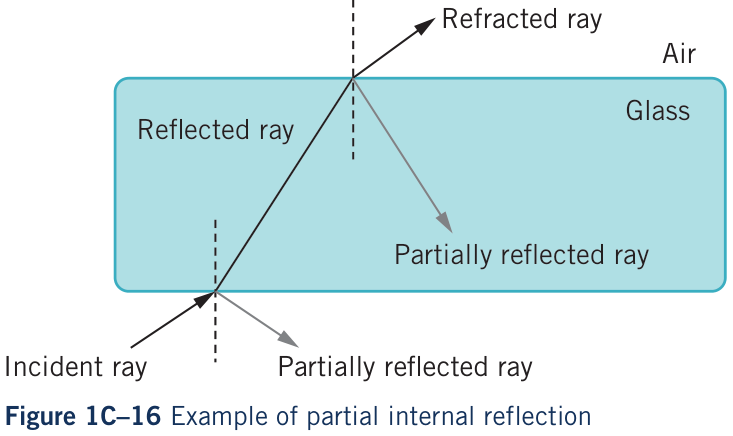 Refracted ray
Air
Glass
Reflected ray
Partially reflected ray
Incident ray
Partially reflected ray
Figure 1C–16 Example of partial internal reflection